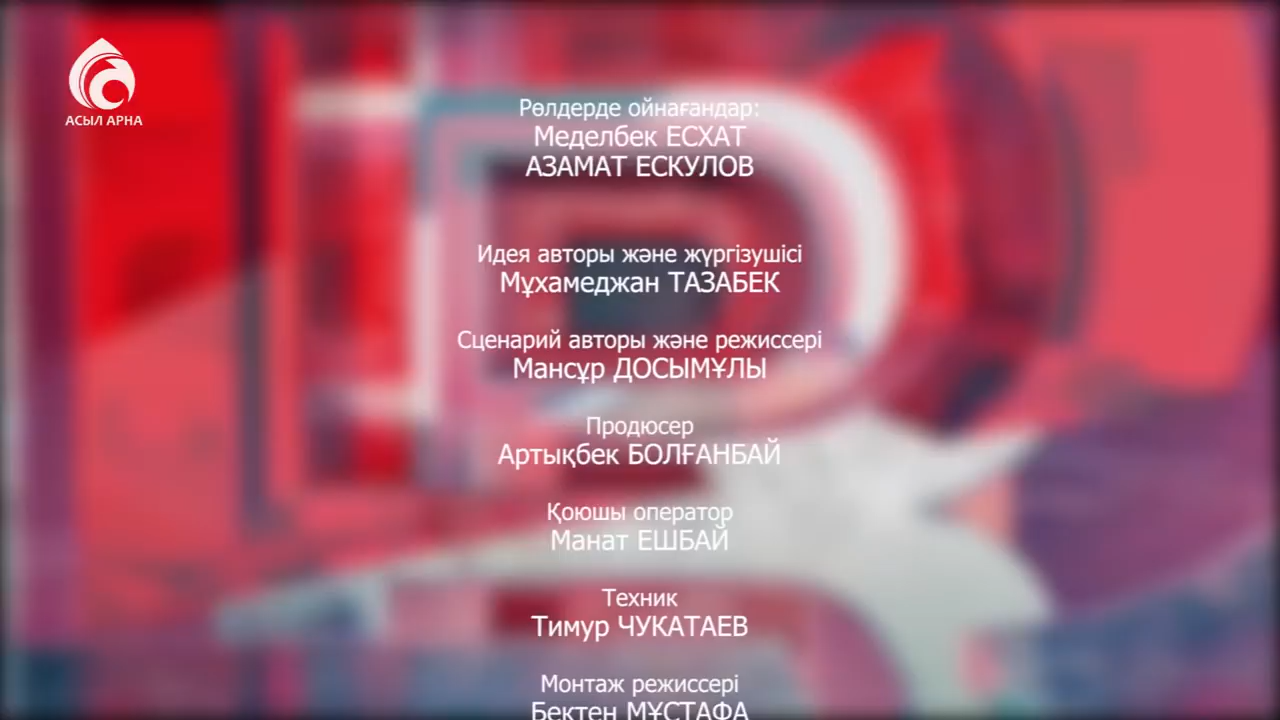 АСЫЛ АРНА
Рөлдерде ойнағандар:
Меделбек ЕСХАТ
АЗАМАТ ЕСКУЛОВ
Идея авторы және жүргізушісі
Мұхамеджан ТАЗАБЕК
Сценарий авторы және режиссері
Мансұр ДОСЫМҰЛЫ
Продюсер
Артықбек БОЛҒАНБАЙ
Қоюшы оператор
Манат ЕШБАЙ
Техник
Тимур ЧУКАТАЕВ
Монтаж режиссері
Бектен МҰСТАФА